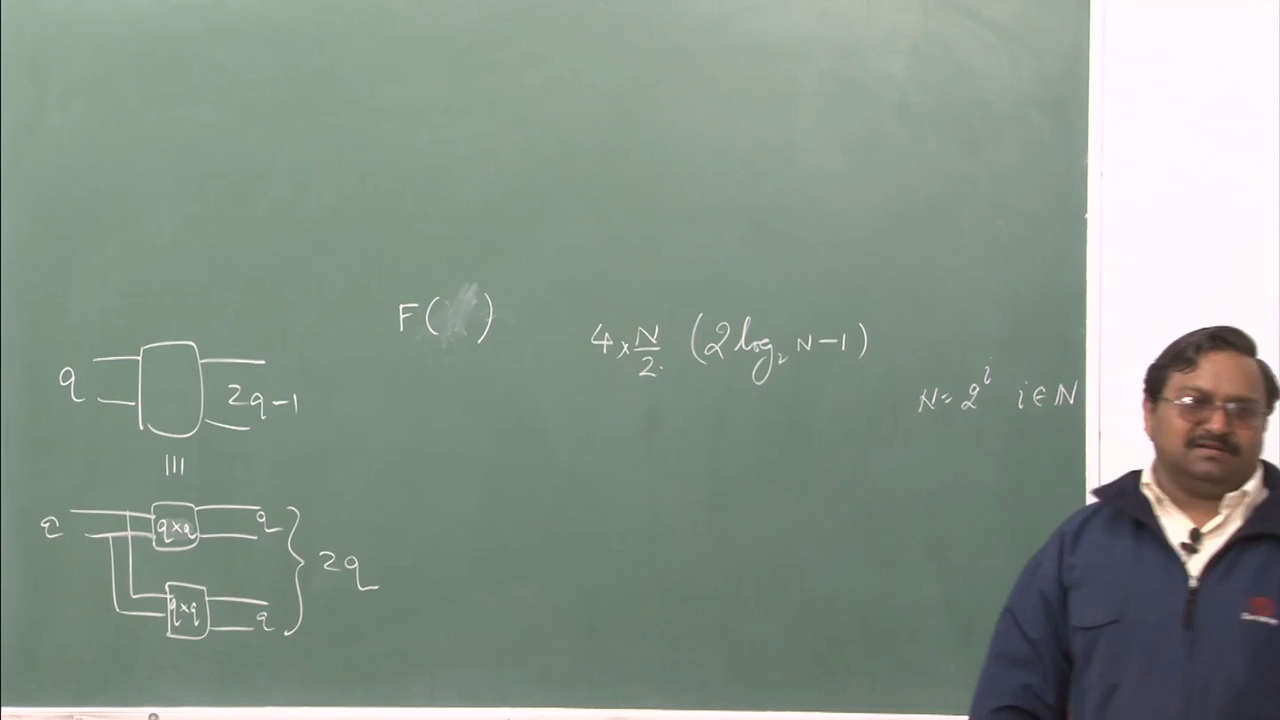 F( )
4 × N/2. (2 log₂ N − 1)
N = 2^i i ∈ ℕ
q
2q − 1
|||
q
q×q
q
2q
q×q
q